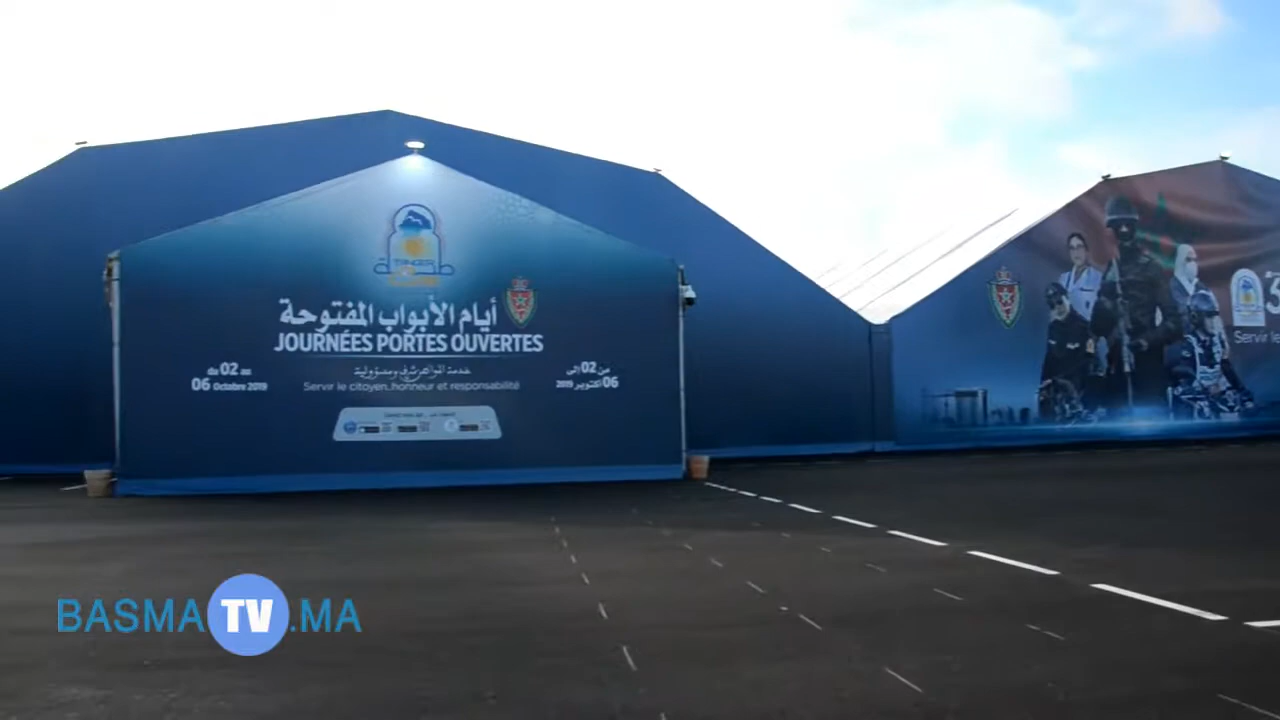 TANGER
طنجة
أيام الأبواب المفتوحة
JOURNÉES PORTES OUVERTES
du 02 au
06 Octobre 2019
خدمة المواطن شرف ومسؤولية
Servir le citoyen, honneur et responsabilité
من 02 إلى
06 أكتوبر 2019
Servir le
BASMA TV .MA